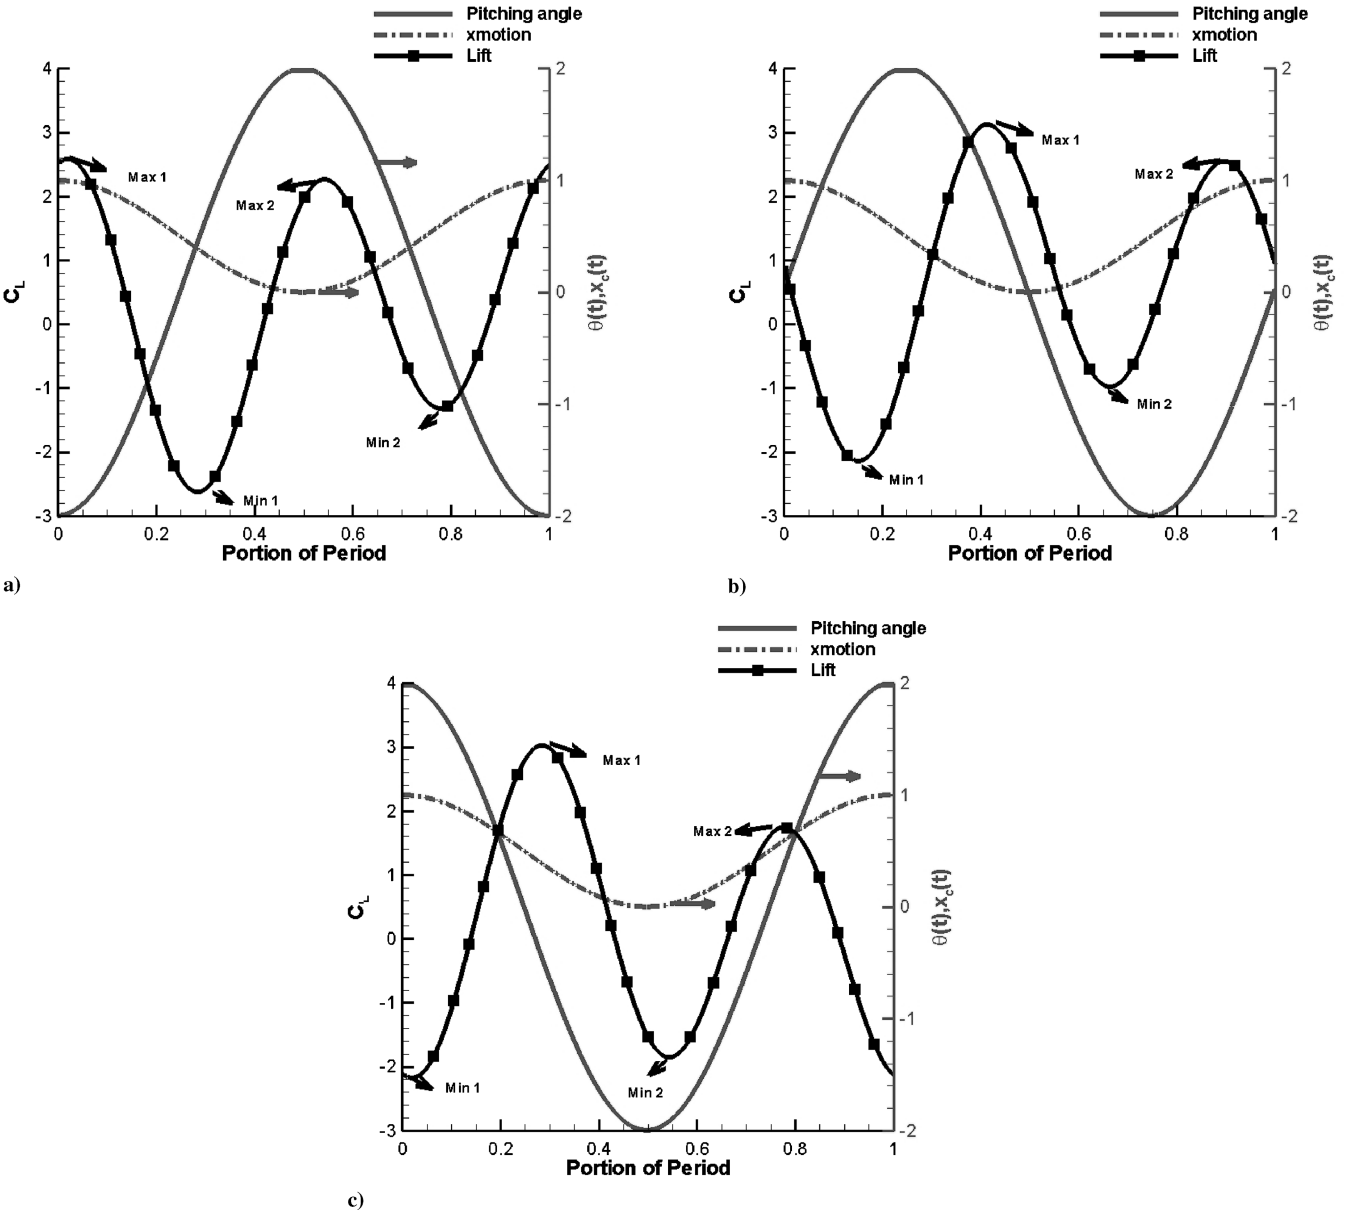 Pitching angle
xmotion
Lift
4
3
2
1
0
-1
-2
-3
C_L
2
1
0
-1
-2
θ(t),x_c(t)
Max 1
Max 2
Min 1
Min 2
0 0.2 0.4 0.6 0.8 1
Portion of Period
a)
Pitching angle
xmotion
Lift
4
3
2
1
0
-1
-2
-3
C_L
2
1
0
-1
-2
θ(t),x_c(t)
Max 1
Max 2
Min 1
Min 2
0 0.2 0.4 0.6 0.8 1
Portion of Period
b)
Pitching angle
xmotion
Lift
4
3
2
1
0
-1
-2
-3
C_L
2
1
0
-1
-2
θ(t),x_c(t)
Max 1
Max 2
Min 1
Min 2
0 0.2 0.4 0.6 0.8 1
Portion of Period
c)